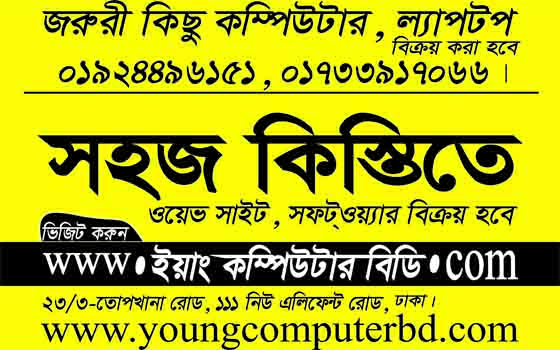 জরুরী কিছু কম্পিউটার, ল্যাপটপ
বিক্রয় করা হবে
০১৯২৪৪৯৬১৫১, ০১৭৩৩৯১৭০৬৬।
সহজ কিস্তিতে
ওয়েভ সাইট, সফট্ওয়্যার বিক্রয় হবে
ভিজিট করুন
www•ইয়াং কম্পিউটার বিডি•com
২৩/৩-তোপখানা রোড, ১১১ নিউ এলিফেন্ট রোড, ঢাকা।
www.youngcomputerbd.com